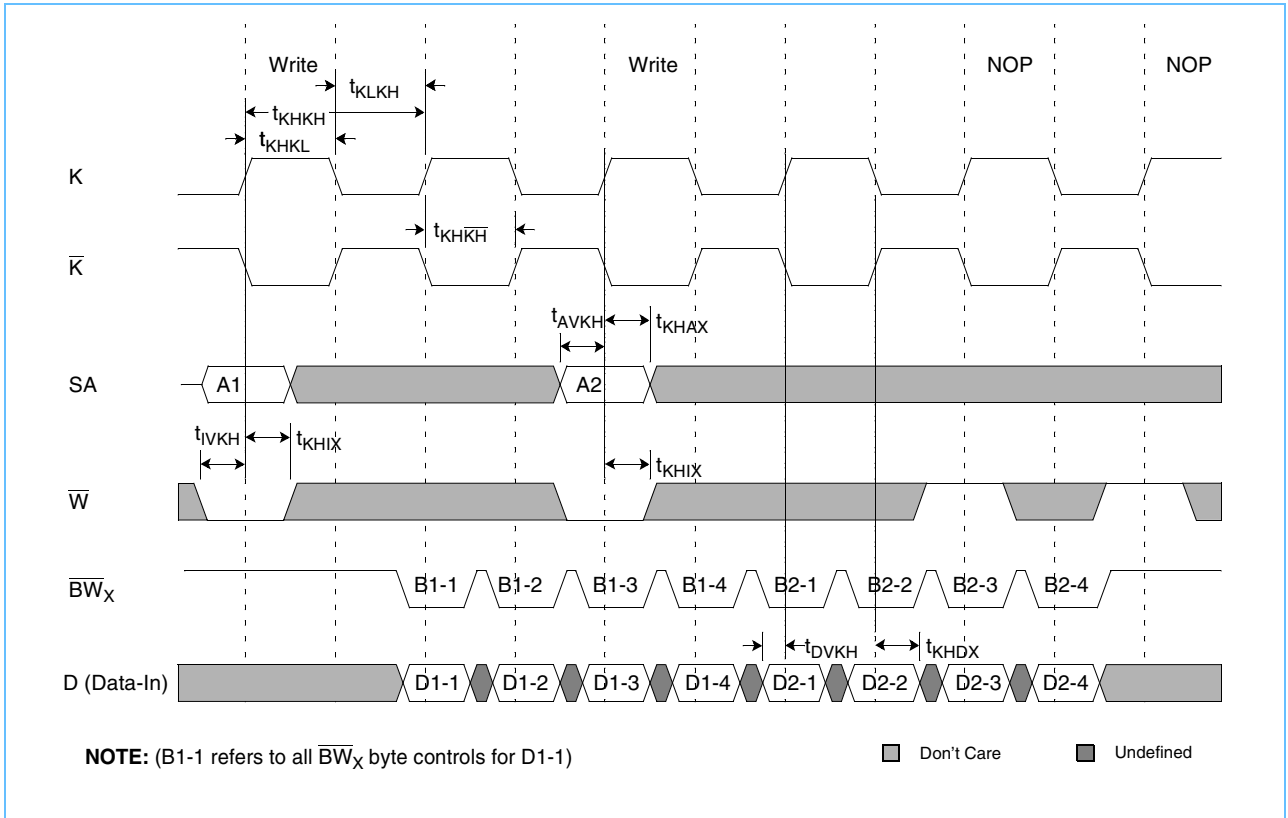 Write Write NOP NOP
tKLKH
tKHKH
tKHKL
K
tKHK̅H̅
K̅
tAVKH tKHAX
SA A1 A2
tIVKH tKHIX tKHIX
W̅
B̅W̅X B1-1 B1-2 B1-3 B1-4 B2-1 B2-2 B2-3 B2-4
tDVKH tKHDX
D (Data-In) D1-1 D1-2 D1-3 D1-4 D2-1 D2-2 D2-3 D2-4
NOTE: (B1-1 refers to all B̅W̅X byte controls for D1-1) Don't Care Undefined